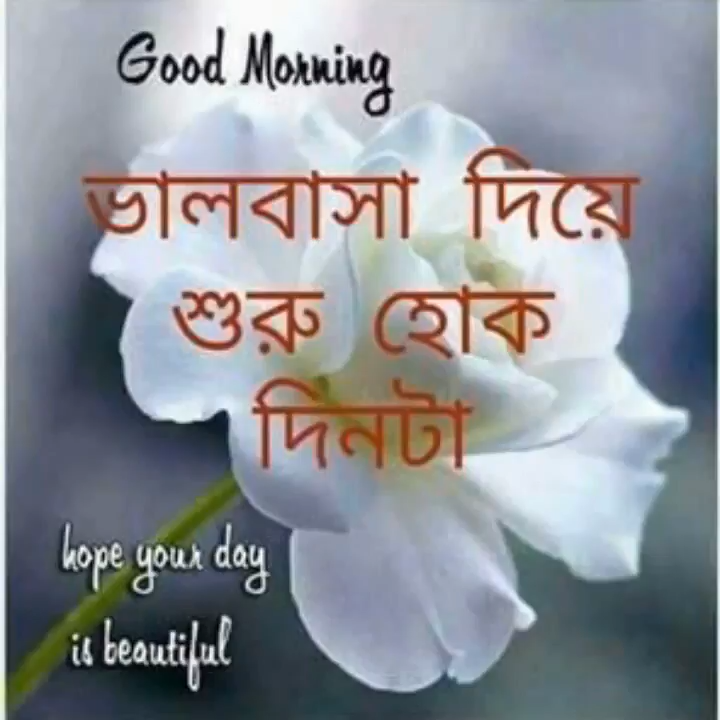 Good Morning
ভালবাসা দিয়ে
শুরু হোক
দিনটা
hope your day
is beautiful